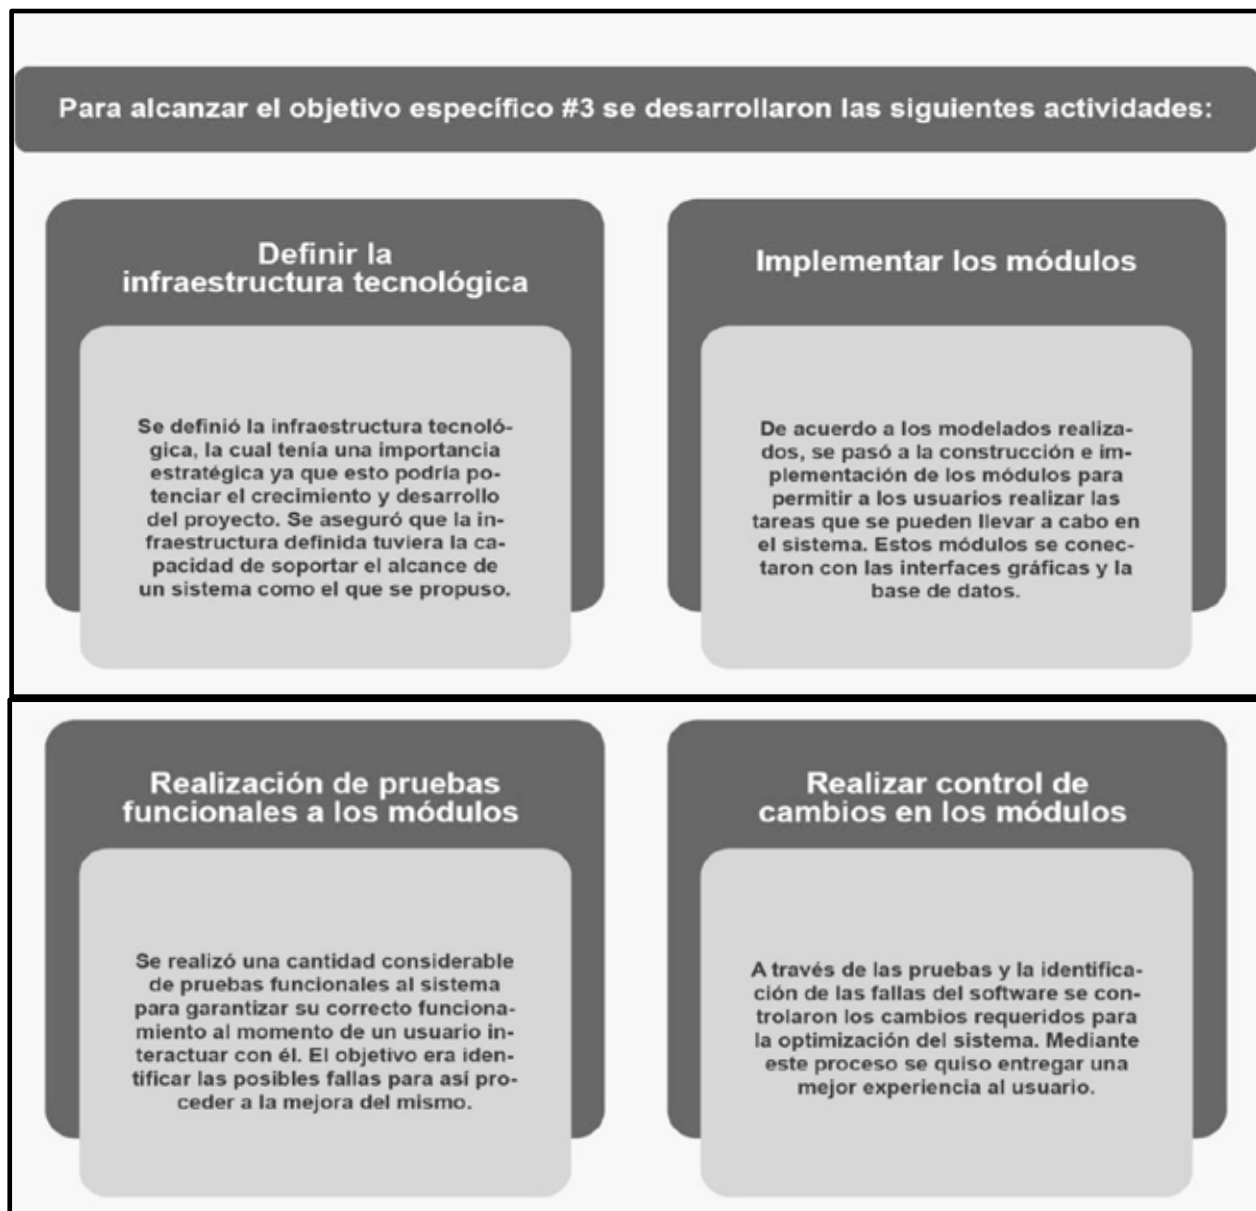 Para alcanzar el objetivo específico #3 se desarrollaron las siguientes actividades:
Definir la
infraestructura tecnológica
Se definió la infraestructura tecnoló-
gica, la cual tenía una importancia
estratégica ya que esto podría po-
tenciar el crecimiento y desarrollo
del proyecto. Se aseguró que la in-
fraestructura definida tuviera la ca-
pacidad de soportar el alcance de
un sistema como el que se propuso.
Implementar los módulos
De acuerdo a los modelados realiza-
dos, se pasó a la construcción e im-
plementación de los módulos para
permitir a los usuarios realizar las
tareas que se pueden llevar a cabo en
el sistema. Estos módulos se conec-
taron con las interfaces gráficas y la
base de datos.
Realización de pruebas
funcionales a los módulos
Se realizó una cantidad considerable
de pruebas funcionales al sistema
para garantizar su correcto funciona-
miento al momento de un usuario in-
teractuar con él. El objetivo era iden-
tificar las posibles fallas para así pro-
ceder a la mejora del mismo.
Realizar control de
cambios en los módulos
A través de las pruebas y la identifica-
ción de las fallas del software se con-
trolaron los cambios requeridos para
la optimización del sistema. Mediante
este proceso se quiso entregar una
mejor experiencia al usuario.